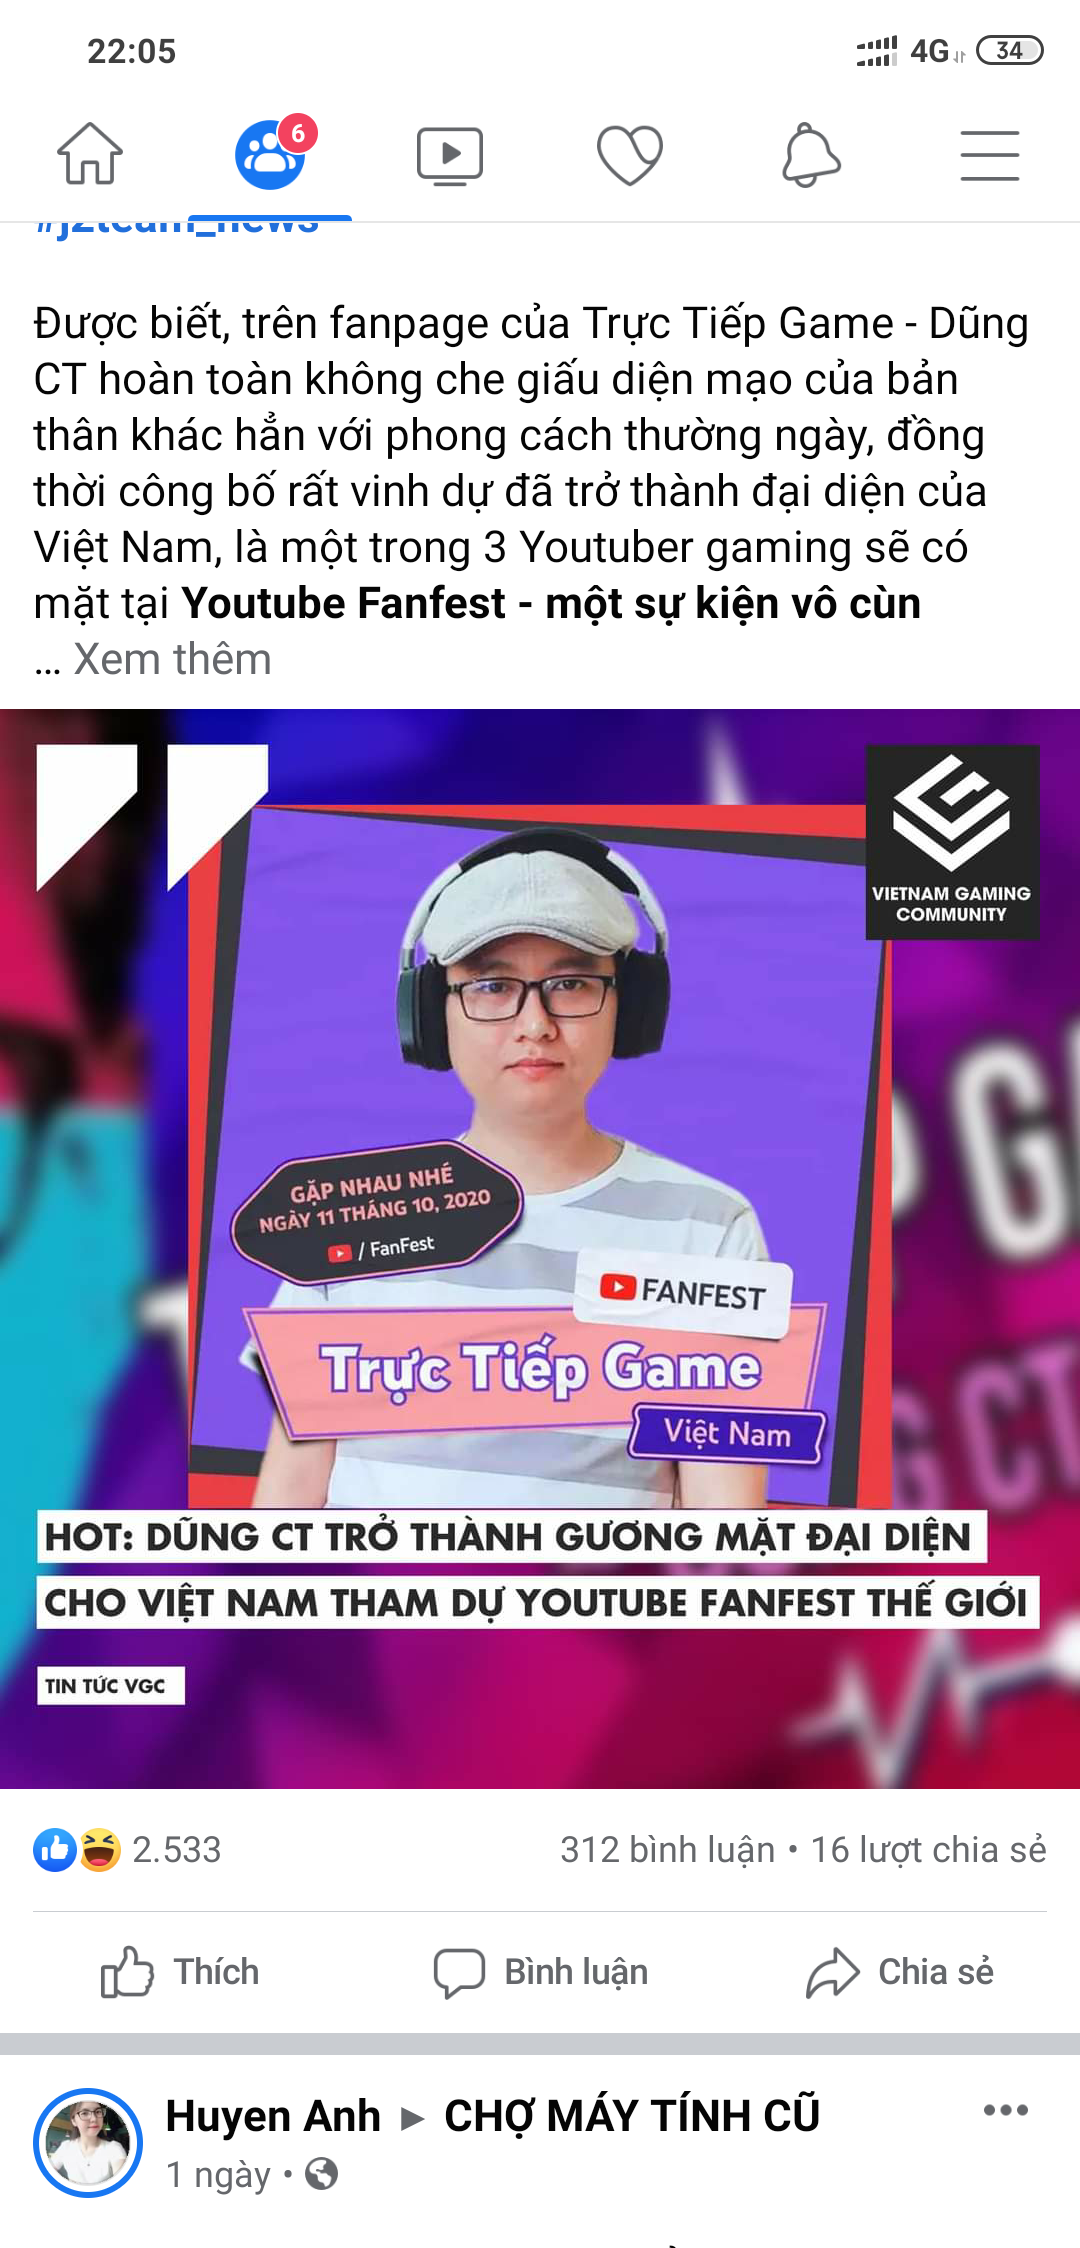 22:05
4G
34
6
#j2team_news
Được biết, trên fanpage của Trực Tiếp Game - Dũng
CT hoàn toàn không che giấu diện mạo của bản
thân khác hẳn với phong cách thường ngày, đồng
thời công bố rất vinh dự đã trở thành đại diện của
Việt Nam, là một trong 3 Youtuber gaming sẽ có
mặt tại Youtube Fanfest - một sự kiện vô cùn
... Xem thêm
VIETNAM GAMING
COMMUNITY
GẶP NHAU NHÉ
NGÀY 11 THÁNG 10, 2020
/ FanFest
FANFEST
Trực Tiếp Game
Việt Nam
HOT: DŨNG CT TRỞ THÀNH GƯƠNG MẶT ĐẠI DIỆN
CHO VIỆT NAM THAM DỰ YOUTUBE FANFEST THẾ GIỚI
TIN TỨC VGC
2.533
312 bình luận • 16 lượt chia sẻ
Thích
Bình luận
Chia sẻ
Huyen Anh ▸ CHỢ MÁY TÍNH CŨ
1 ngày •